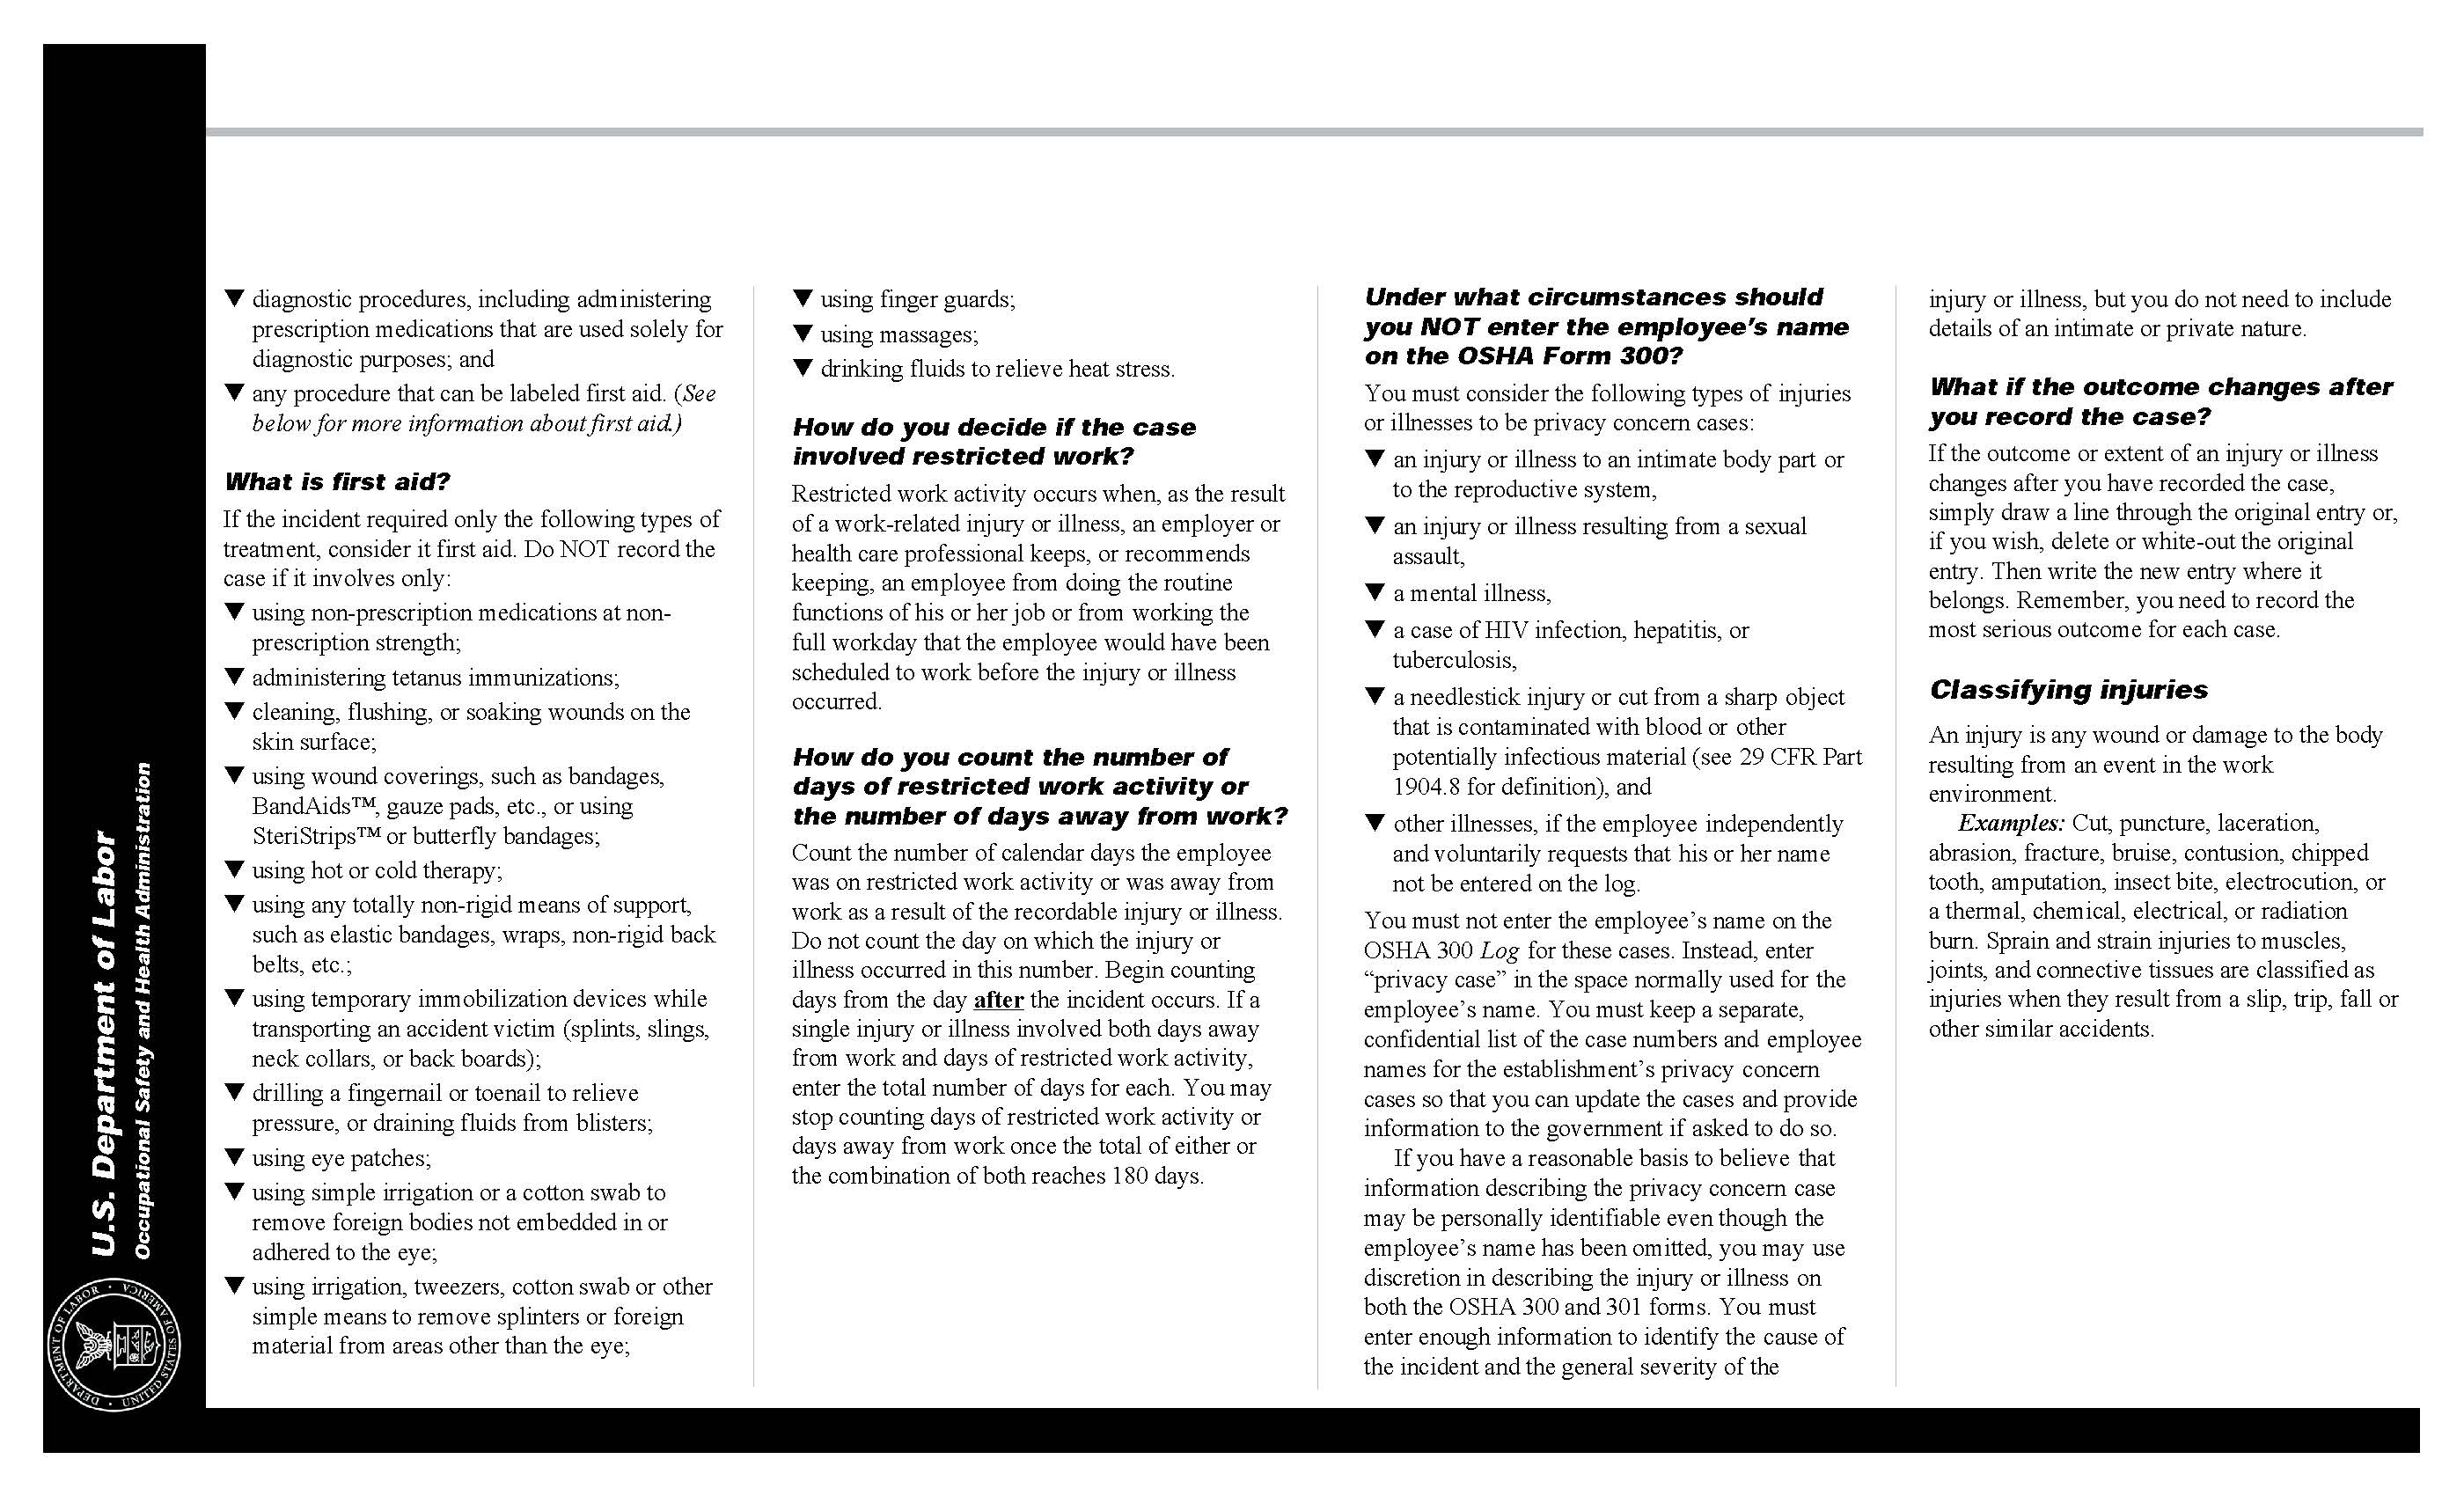 U.S. Department of Labor
Occupational Safety and Health Administration
DEPARTMENT OF LABOR
UNITED STATES OF AMERICA
▼ diagnostic procedures, including administering
prescription medications that are used solely for
diagnostic purposes; and
▼ any procedure that can be labeled first aid. (See
below for more information about first aid.)
What is first aid?
If the incident required only the following types of
treatment, consider it first aid. Do NOT record the
case if it involves only:
▼ using non-prescription medications at non-
prescription strength;
▼ administering tetanus immunizations;
▼ cleaning, flushing, or soaking wounds on the
skin surface;
▼ using wound coverings, such as bandages,
BandAids™, gauze pads, etc., or using
SteriStrips™ or butterfly bandages;
▼ using hot or cold therapy;
▼ using any totally non-rigid means of support,
such as elastic bandages, wraps, non-rigid back
belts, etc.;
▼ using temporary immobilization devices while
transporting an accident victim (splints, slings,
neck collars, or back boards);
▼ drilling a fingernail or toenail to relieve
pressure, or draining fluids from blisters;
▼ using eye patches;
▼ using simple irrigation or a cotton swab to
remove foreign bodies not embedded in or
adhered to the eye;
▼ using irrigation, tweezers, cotton swab or other
simple means to remove splinters or foreign
material from areas other than the eye;
▼ using finger guards;
▼ using massages;
▼ drinking fluids to relieve heat stress.
How do you decide if the case
involved restricted work?
Restricted work activity occurs when, as the result
of a work-related injury or illness, an employer or
health care professional keeps, or recommends
keeping, an employee from doing the routine
functions of his or her job or from working the
full workday that the employee would have been
scheduled to work before the injury or illness
occurred.
How do you count the number of
days of restricted work activity or
the number of days away from work?
Count the number of calendar days the employee
was on restricted work activity or was away from
work as a result of the recordable injury or illness.
Do not count the day on which the injury or
illness occurred in this number. Begin counting
days from the day after the incident occurs. If a
single injury or illness involved both days away
from work and days of restricted work activity,
enter the total number of days for each. You may
stop counting days of restricted work activity or
days away from work once the total of either or
the combination of both reaches 180 days.
Under what circumstances should
you NOT enter the employee’s name
on the OSHA Form 300?
You must consider the following types of injuries
or illnesses to be privacy concern cases:
▼ an injury or illness to an intimate body part or
to the reproductive system,
▼ an injury or illness resulting from a sexual
assault,
▼ a mental illness,
▼ a case of HIV infection, hepatitis, or
tuberculosis,
▼ a needlestick injury or cut from a sharp object
that is contaminated with blood or other
potentially infectious material (see 29 CFR Part
1904.8 for definition), and
▼ other illnesses, if the employee independently
and voluntarily requests that his or her name
not be entered on the log.
You must not enter the employee’s name on the
OSHA 300 Log for these cases. Instead, enter
“privacy case” in the space normally used for the
employee’s name. You must keep a separate,
confidential list of the case numbers and employee
names for the establishment’s privacy concern
cases so that you can update the cases and provide
information to the government if asked to do so.
If you have a reasonable basis to believe that
information describing the privacy concern case
may be personally identifiable even though the
employee’s name has been omitted, you may use
discretion in describing the injury or illness on
both the OSHA 300 and 301 forms. You must
enter enough information to identify the cause of
the incident and the general severity of the
injury or illness, but you do not need to include
details of an intimate or private nature.
What if the outcome changes after
you record the case?
If the outcome or extent of an injury or illness
changes after you have recorded the case,
simply draw a line through the original entry or,
if you wish, delete or white-out the original
entry. Then write the new entry where it
belongs. Remember, you need to record the
most serious outcome for each case.
Classifying injuries
An injury is any wound or damage to the body
resulting from an event in the work
environment.
Examples: Cut, puncture, laceration,
abrasion, fracture, bruise, contusion, chipped
tooth, amputation, insect bite, electrocution, or
a thermal, chemical, electrical, or radiation
burn. Sprain and strain injuries to muscles,
joints, and connective tissues are classified as
injuries when they result from a slip, trip, fall or
other similar accidents.